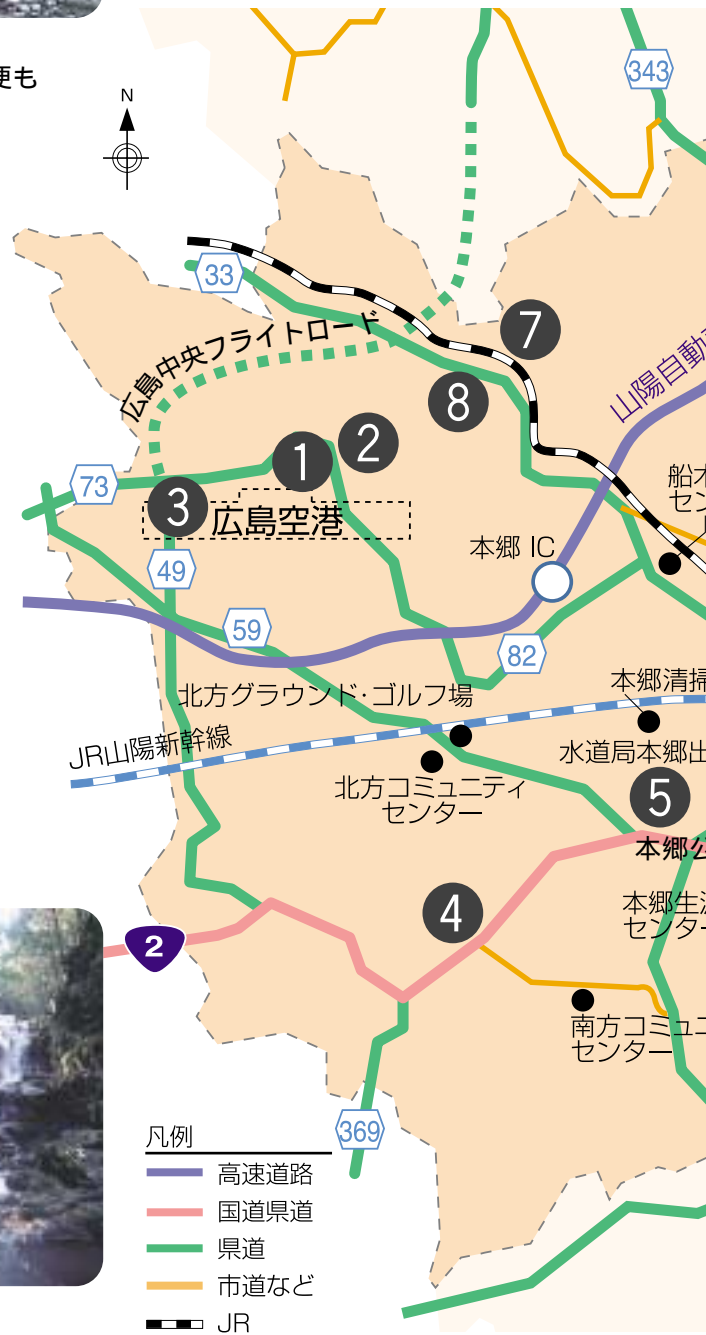 便も
N
343
33
広島中央フライトロード
7
8
山陽自動
1
2
73
3
広島空港
船木
セン
本郷 IC
49
59
82
北方グラウンド・ゴルフ場
本郷清掃
JR山陽新幹線
水道局本郷出
北方コミュニティ
センター
5
本郷公
4
本郷生活
センター
2
南方コミュニ
センター
369
凡例
高速道路
国道県道
県道
市道など
JR